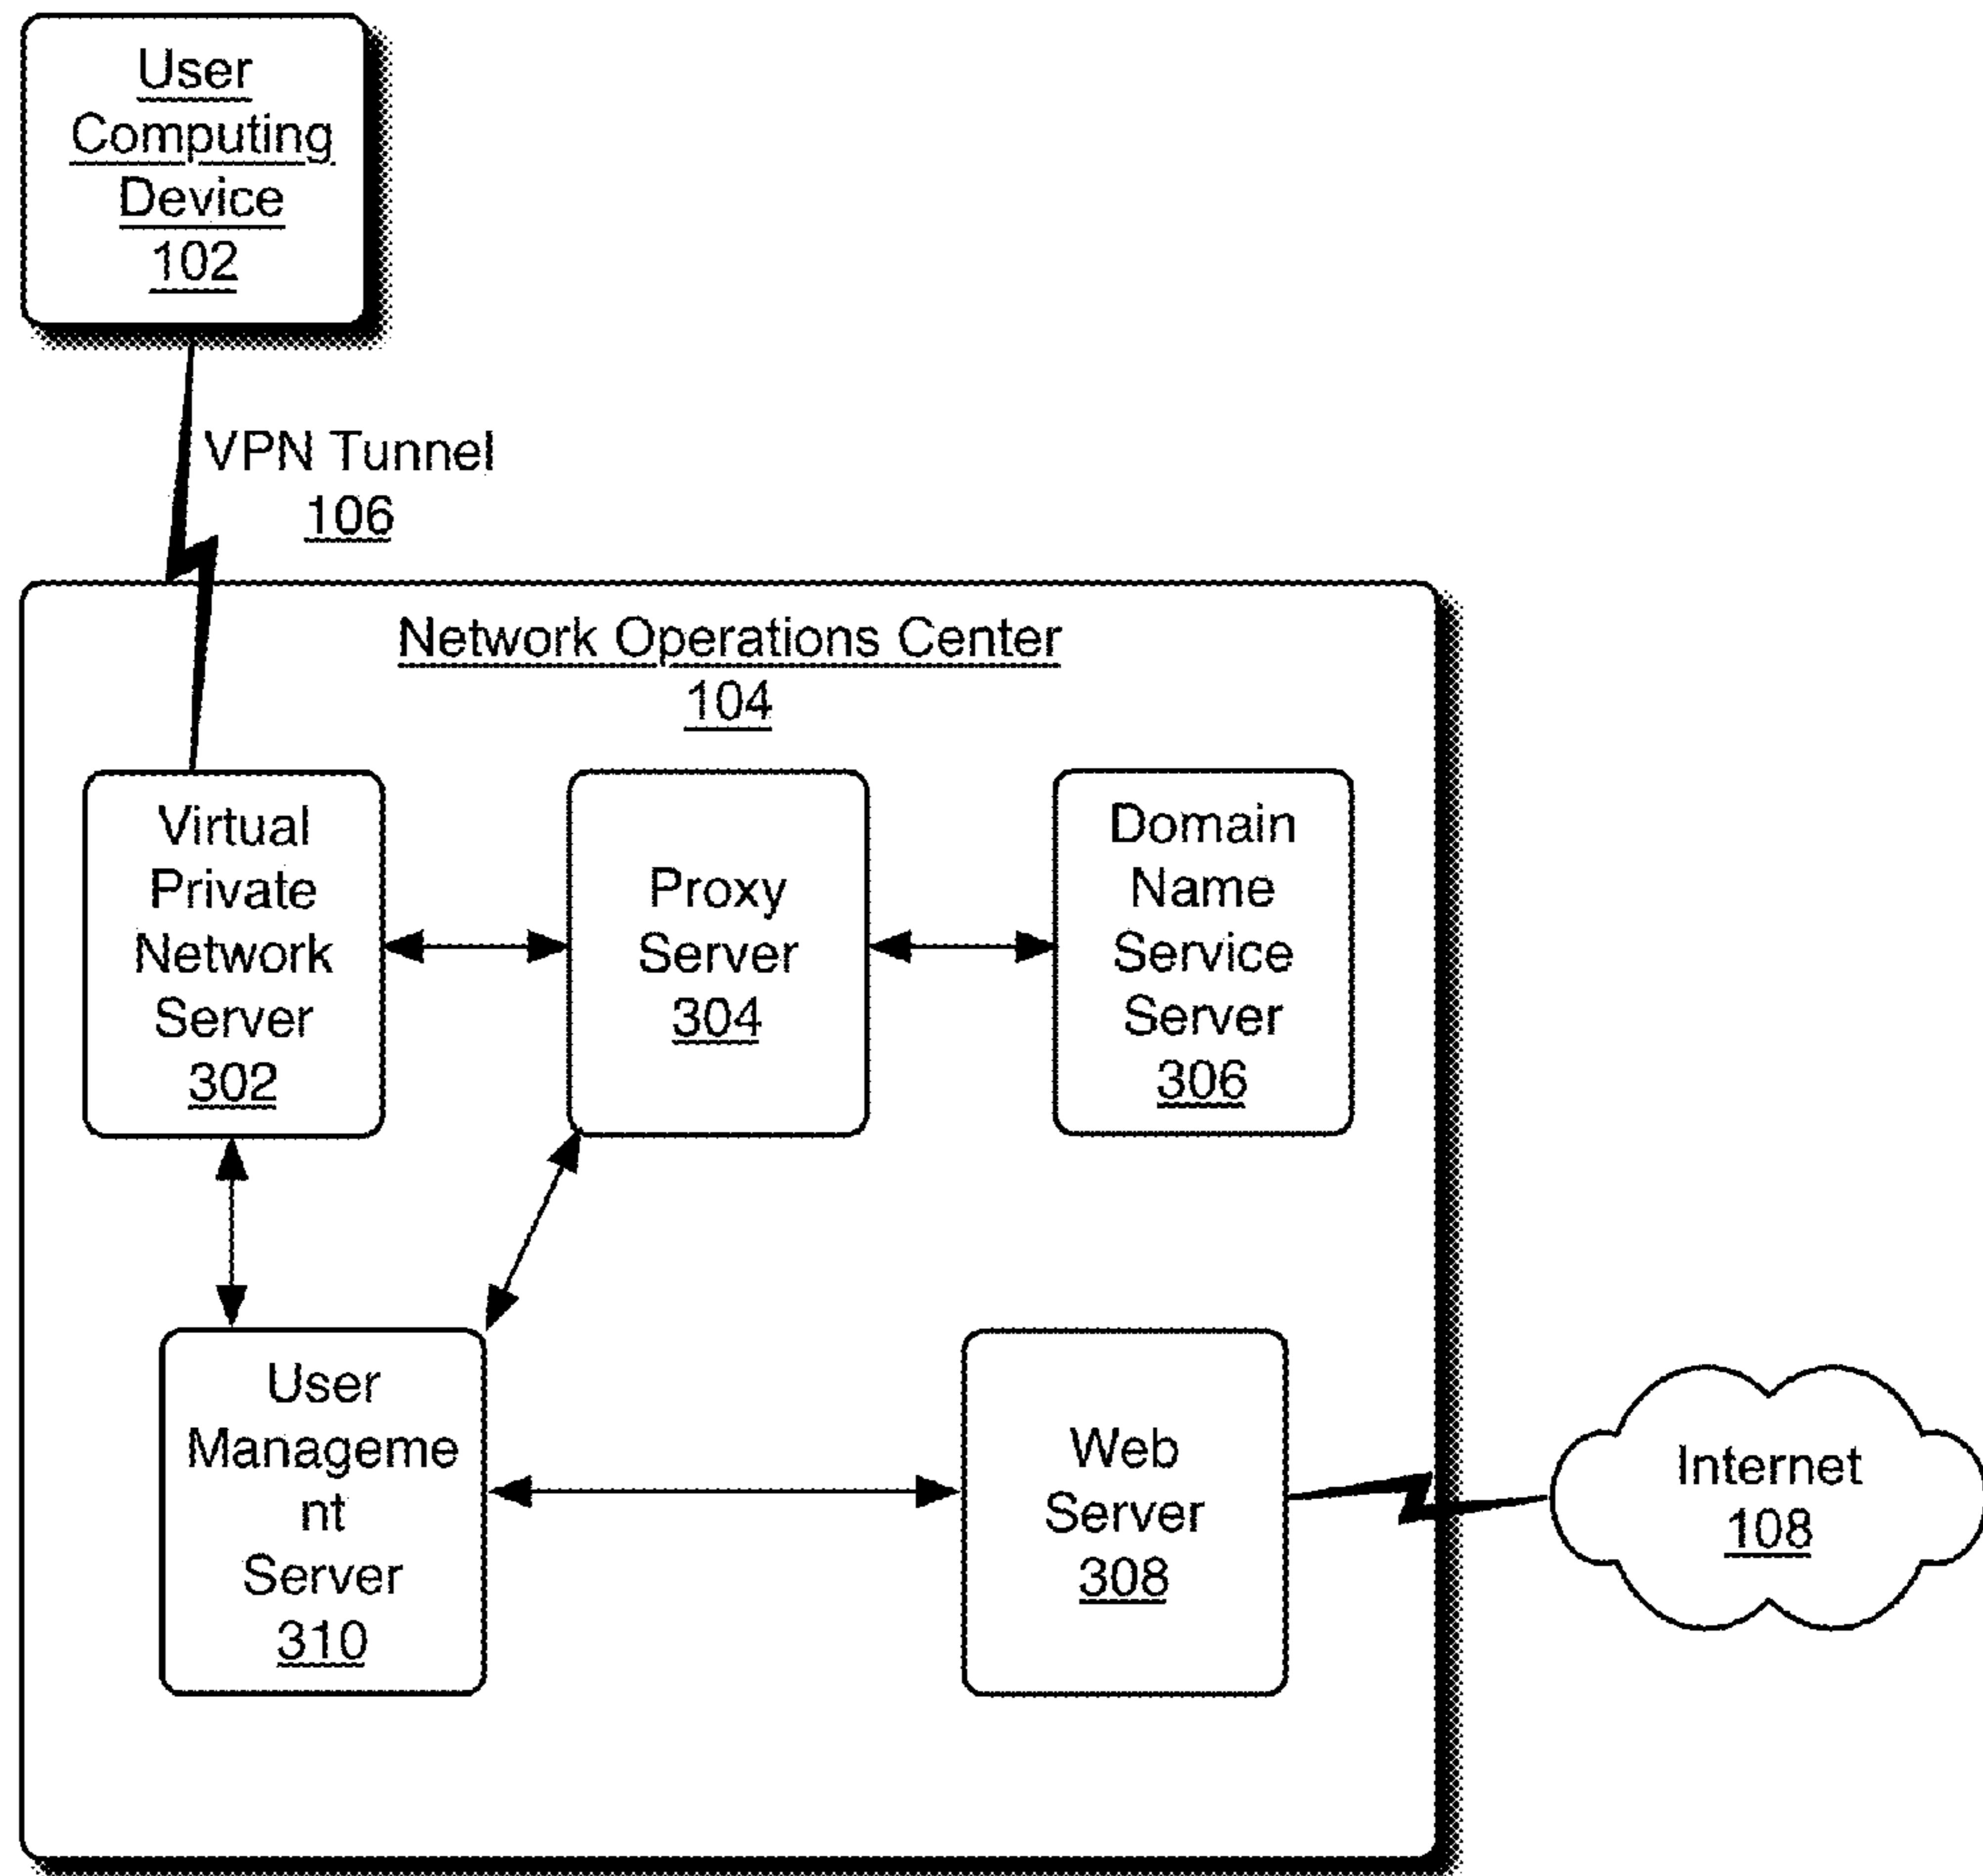 User
Computing
Device
102
VPN Tunnel
106
Network Operations Center
104
Virtual
Private
Network
Server
302
Proxy
Server
304
Domain
Name
Service
Server
306
User
Manageme
nt
Server
310
Web
Server
308
Internet
108